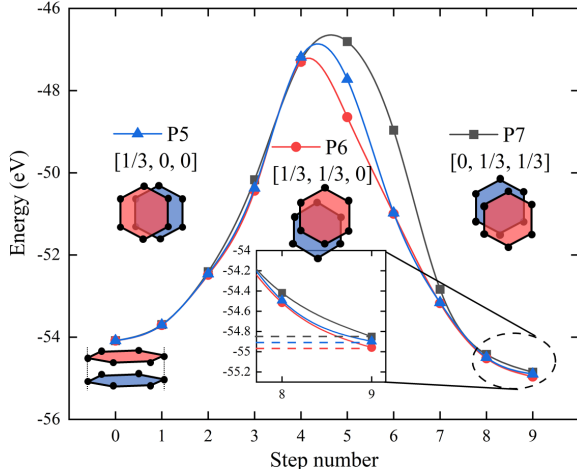 -46
-48
-50
-52
-54
-56
Energy (eV)
P5
[1/3, 0, 0]
P6
[1/3, 1/3, 0]
P7
[0, 1/3, 1/3]
-54
-54.2
-54.4
-54.6
-54.8
-55
-55.2
8 9
0 1 2 3 4 5 6 7 8 9
Step number